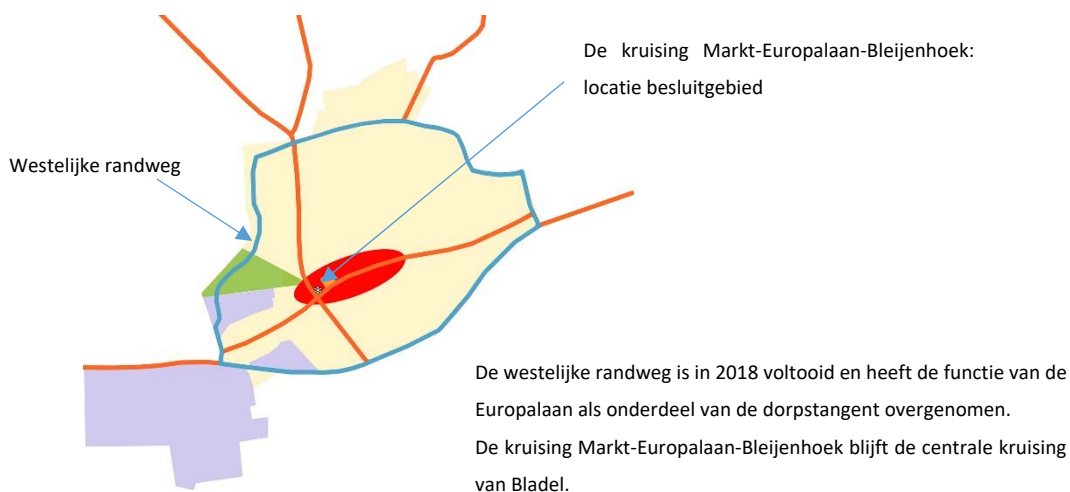 De kruising Markt-Europalaan-Bleijenhoek:
locatie besluitgebied
Westelijke randweg
*
De westelijke randweg is in 2018 voltooid en heeft de functie van de
Europalaan als onderdeel van de dorpstangent overgenomen.
De kruising Markt-Europalaan-Bleijenhoek blijft de centrale kruising
van Bladel.